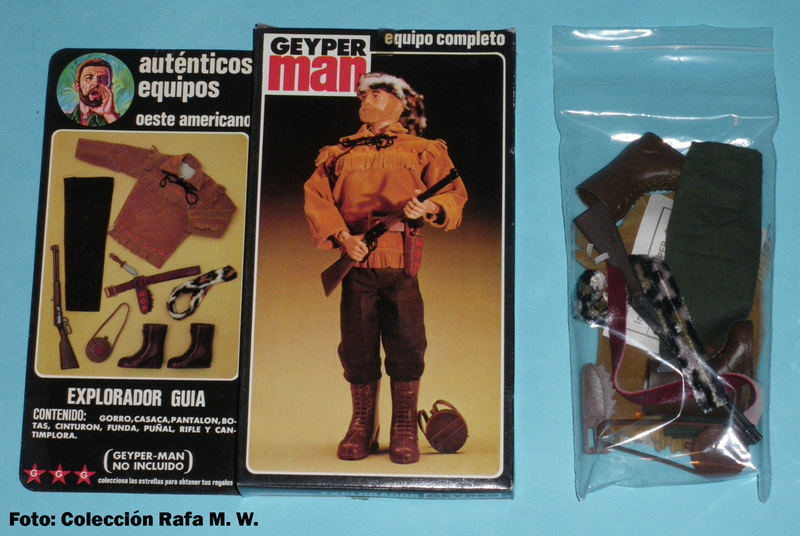 auténticos
equipos
oeste americano
EXPLORADOR GUIA
CONTENIDO: GORRO,CASACA,PANTALON,BO-
TAS, CINTURON, FUNDA, PUÑAL, RIFLE Y CAN-
TIMPLORA.
(GEYPER-MAN
NO INCLUIDO)
G G G
colecciona las estrellas para obtener tus regalos
GEYPER
man
equipo completo
Foto: Colección Rafa M. W.